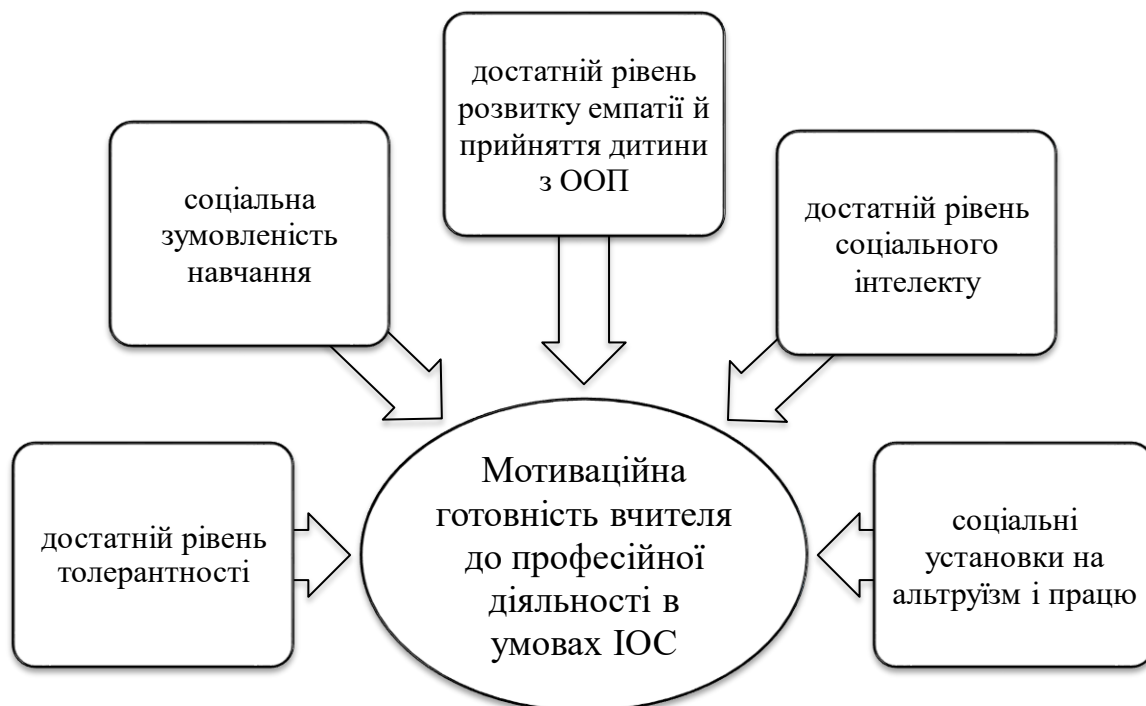 достатній рівень
розвитку емпатії й
прийняття дитини
з ООП
соціальна
зумовленість
навчання
достатній рівень
соціального
інтелекту
достатній рівень
толерантності
Мотиваційна
готовність вчителя
до професійної
діяльності в
умовах ІОС
соціальні
установки на
альтруїзм і працю